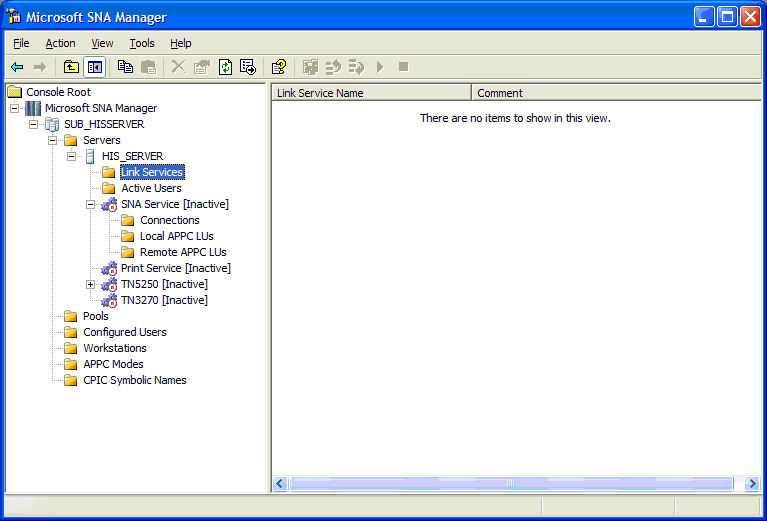 Microsoft SNA Manager
File Action View Tools Help
Console Root
Microsoft SNA Manager
SUB_HISSERVER
Servers
HIS_SERVER
Link Services
Active Users
SNA Service [Inactive]
Connections
Local APPC LUs
Remote APPC LUs
Print Service [Inactive]
TN5250 [Inactive]
TN3270 [Inactive]
Pools
Configured Users
Workstations
APPC Modes
CPIC Symbolic Names
Link Service Name Comment
There are no items to show in this view.